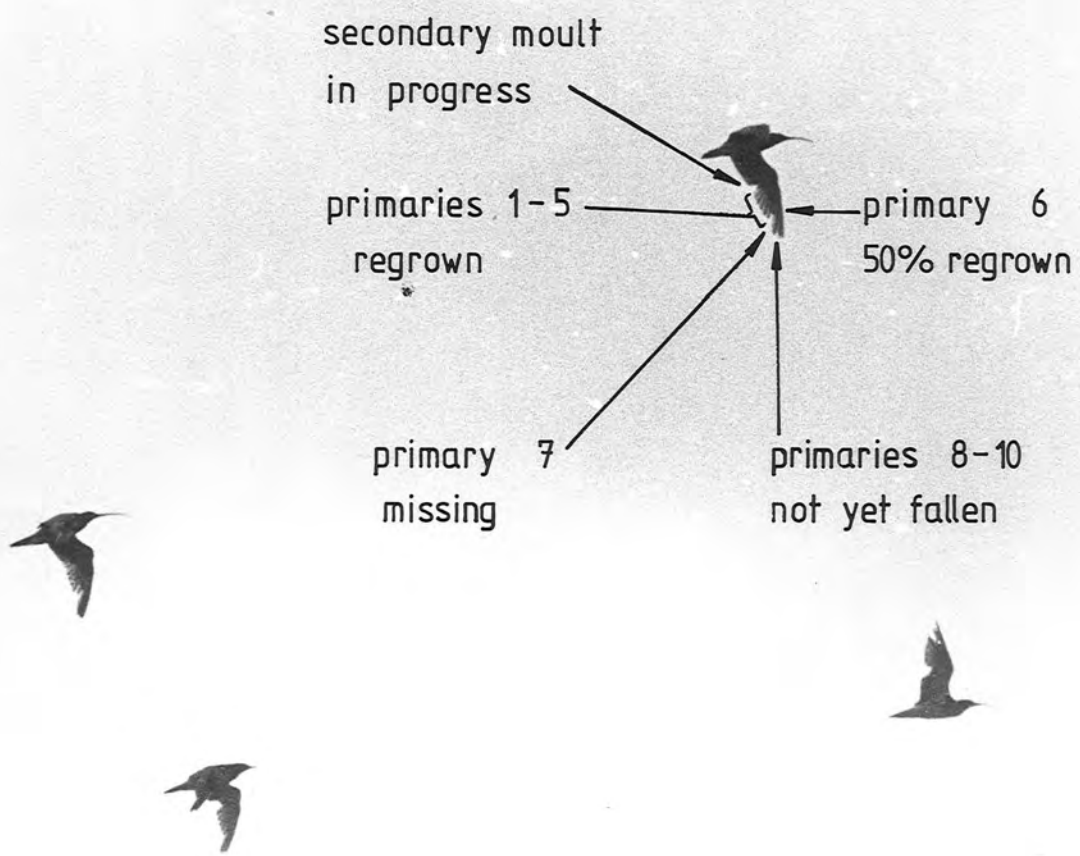 secondary moult
in progress
primaries 1-5
regrown
primary 6
50% regrown
primary 7
missing
primaries 8-10
not yet fallen